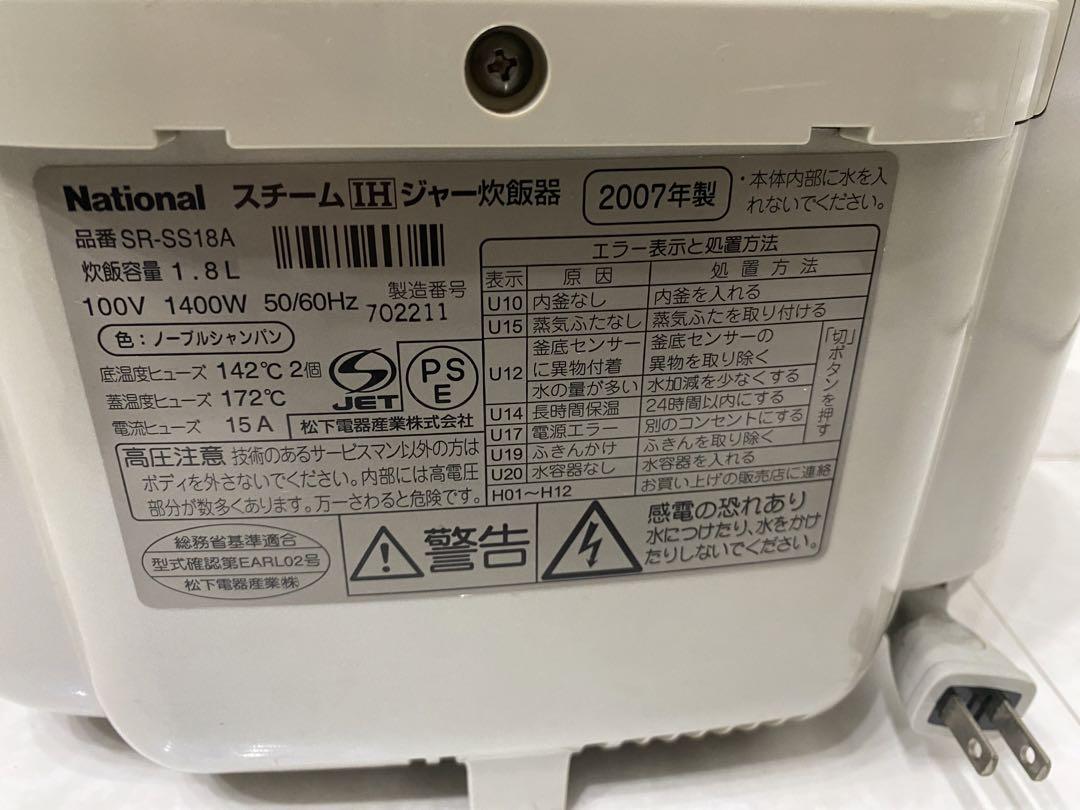 National スチームIHジャー炊飯器
2007年製
・本体内部に水を入
れないでください。
品番 SR-SS18A
炊飯容量 1.8L
100V 1400W 50/60Hz
製造番号
702211
色：ノーブルシャンパン
底温度ヒューズ 142℃ 2個
蓋温度ヒューズ 172℃
電流ヒューズ 15A
JET
PS
E
松下電器産業株式会社
高圧注意 技術のあるサービスマン以外の方は
ボディを外さないでください。内部には高電圧
部分が数多くあります。万一さわると危険です。
総務省基準適合
型式確認第EARL02号
松下電器産業㈱
エラー表示と処置方法
表示 原因 処置方法
U10 内釜なし 内釜を入れる
U15 蒸気ふたなし 蒸気ふたを取り付ける
U12 釜底センサー
に異物付着
釜底センサーの
異物を取り除く
水の量が多い 水加減を少なくする
U14 長時間保温 24時間以内にする
U17 電源エラー 別のコンセントにする
U19 ふきんかけ ふきんを取り除く
U20 水容器なし 水容器を入れる
H01〜H12 お買い上げの販売店に連絡
「切」ボタンを押す
警告
感電の恐れあり
水につけたり、水をかけ
たりしないでください。